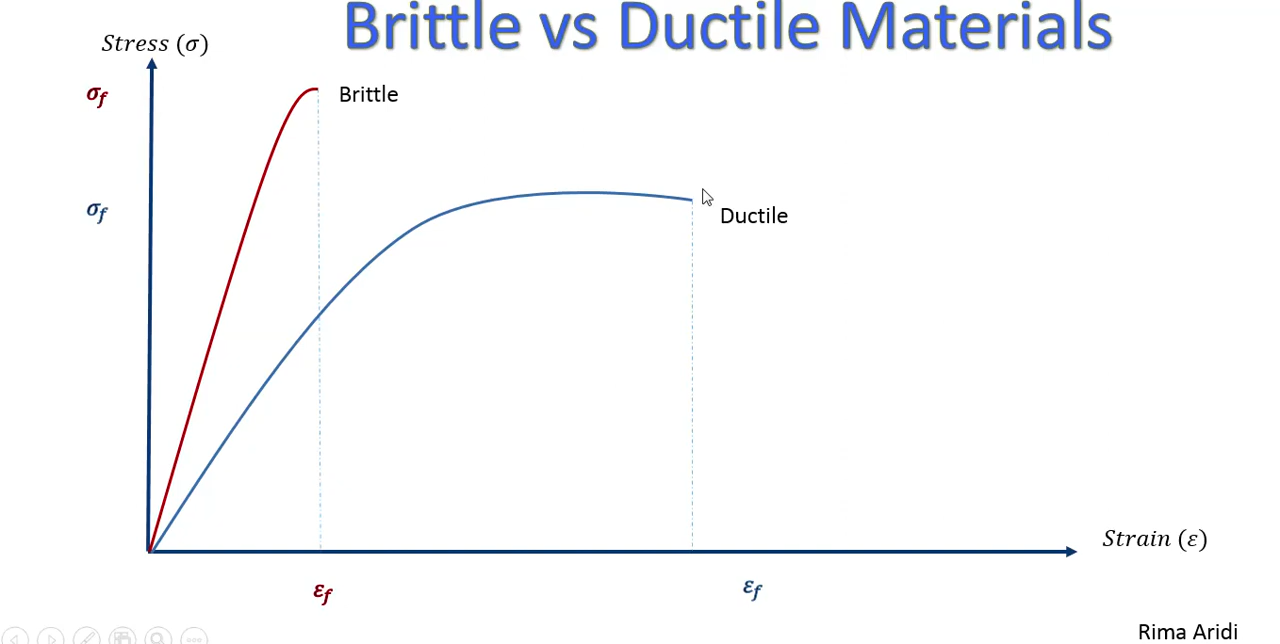 Brittle vs Ductile Materials
Stress (σ)
σf
Brittle
σf
Ductile
Strain (ε)
εf
εf
Rima Aridi